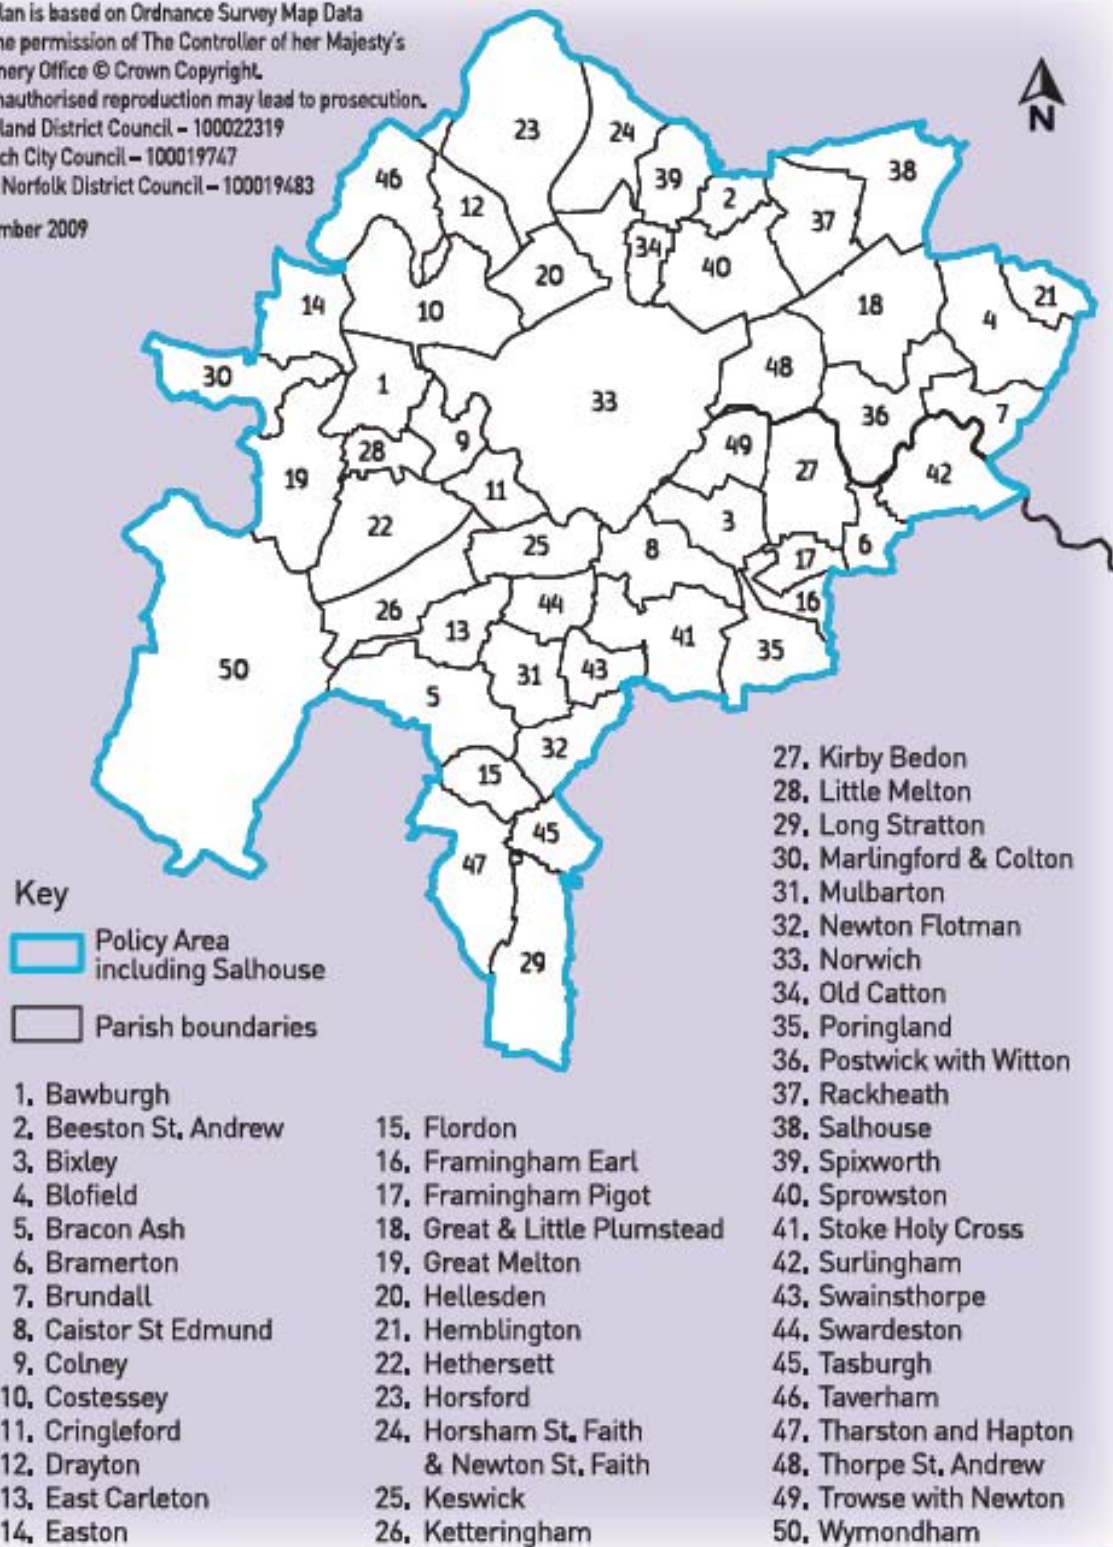 lan is based on Ordnance Survey Map Data
he permission of The Controller of her Majesty's
nery Office © Crown Copyright.
nauthorised reproduction may lead to prosecution.
land District Council – 100022319
ch City Council – 100019747
Norfolk District Council – 100019483
mber 2009
N
23
24
46
39
38
12
2
37
34
40
20
14
10
18
21
4
30
1
48
33
36
7
28
9
49
19
11
27
42
22
3
25
8
6
17
26
44
16
13
41
35
50
31
43
5
32
15
45
47
29
Key
Policy Area
including Salhouse
Parish boundaries
1. Bawburgh
2. Beeston St. Andrew
3. Bixley
4. Blofield
5. Bracon Ash
6. Bramerton
7. Brundall
8. Caistor St Edmund
9. Colney
10. Costessey
11. Cringleford
12. Drayton
13. East Carleton
14. Easton
15. Flordon
16. Framingham Earl
17. Framingham Pigot
18. Great & Little Plumstead
19. Great Melton
20. Hellesden
21. Hemblington
22. Hethersett
23. Horsford
24. Horsham St. Faith
& Newton St. Faith
25. Keswick
26. Ketteringham
27. Kirby Bedon
28. Little Melton
29. Long Stratton
30. Marlingford & Colton
31. Mulbarton
32. Newton Flotman
33. Norwich
34. Old Catton
35. Poringland
36. Postwick with Witton
37. Rackheath
38. Salhouse
39. Spixworth
40. Sprowston
41. Stoke Holy Cross
42. Surlingham
43. Swainsthorpe
44. Swardeston
45. Tasburgh
46. Taverham
47. Tharston and Hapton
48. Thorpe St. Andrew
49. Trowse with Newton
50. Wymondham